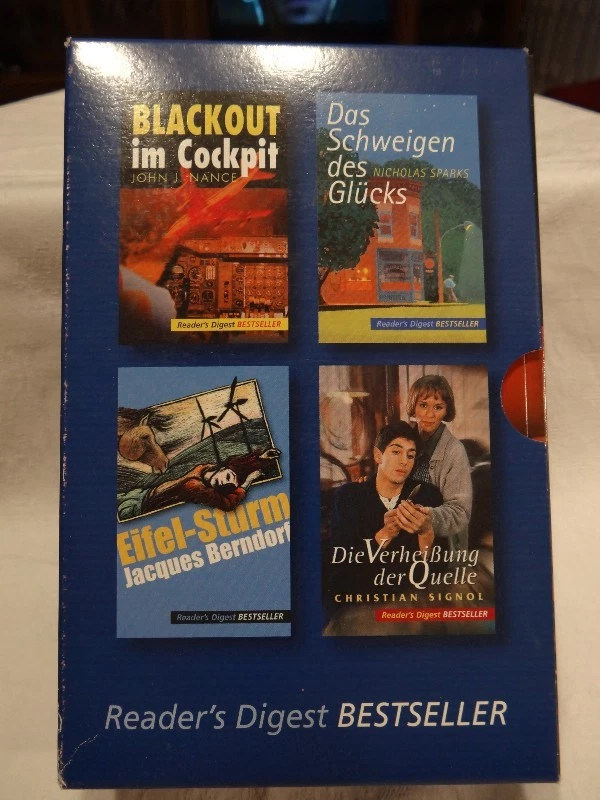 BLACKOUT
im Cockpit
JOHN J. NANCE
Reader's Digest BESTSELLER
Das
Schweigen
des NICHOLAS SPARKS
Glücks
Reader's Digest BESTSELLER
Eifel-Sturm
Jacques Berndorf
Reader's Digest BESTSELLER
Die Verheißung
der Quelle
CHRISTIAN SIGNOL
Reader's Digest BESTSELLER
Reader's Digest BESTSELLER